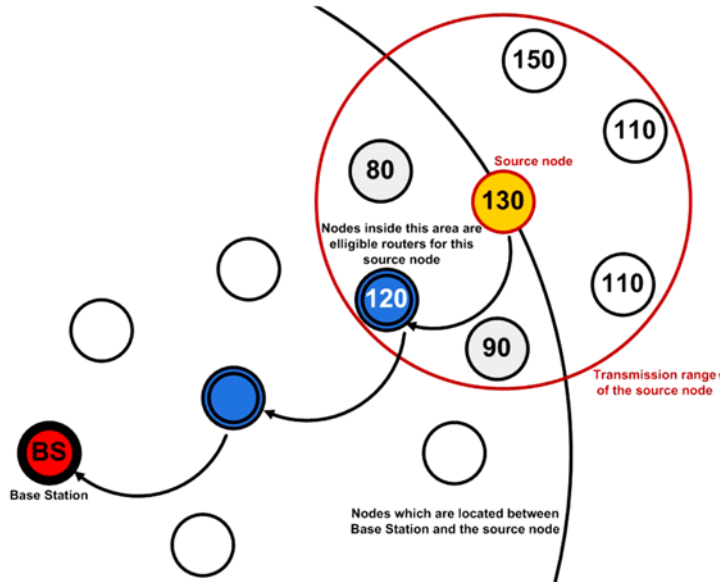 150
110
Source node
80
130
Nodes inside this area are
elligible routers for this
source node
110
120
90
Transmission range
of the source node
BS
Base Station
Nodes which are located between
Base Station and the source node